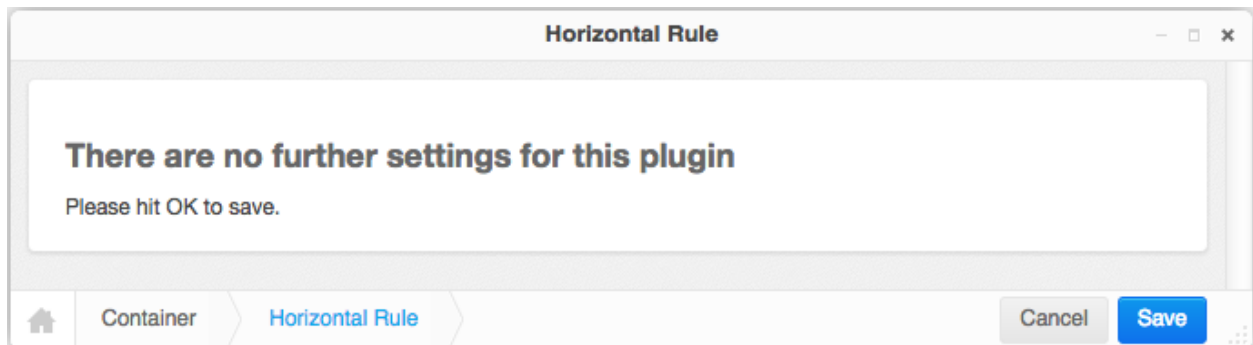 Horizontal Rule
There are no further settings for this plugin
Please hit OK to save.
Container Horizontal Rule Cancel Save